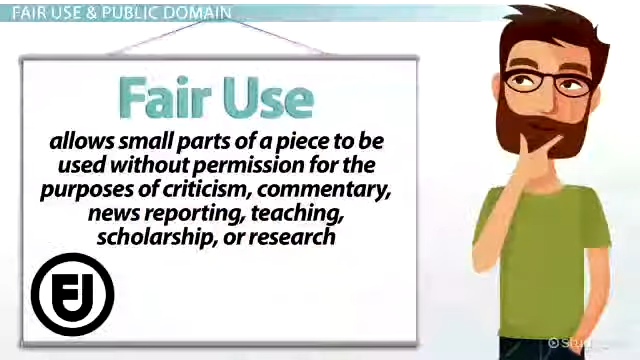 FAIR USE & PUBLIC DOMAIN
Fair Use
allows small parts of a piece to be
used without permission for the
purposes of criticism, commentary,
news reporting, teaching,
scholarship, or research